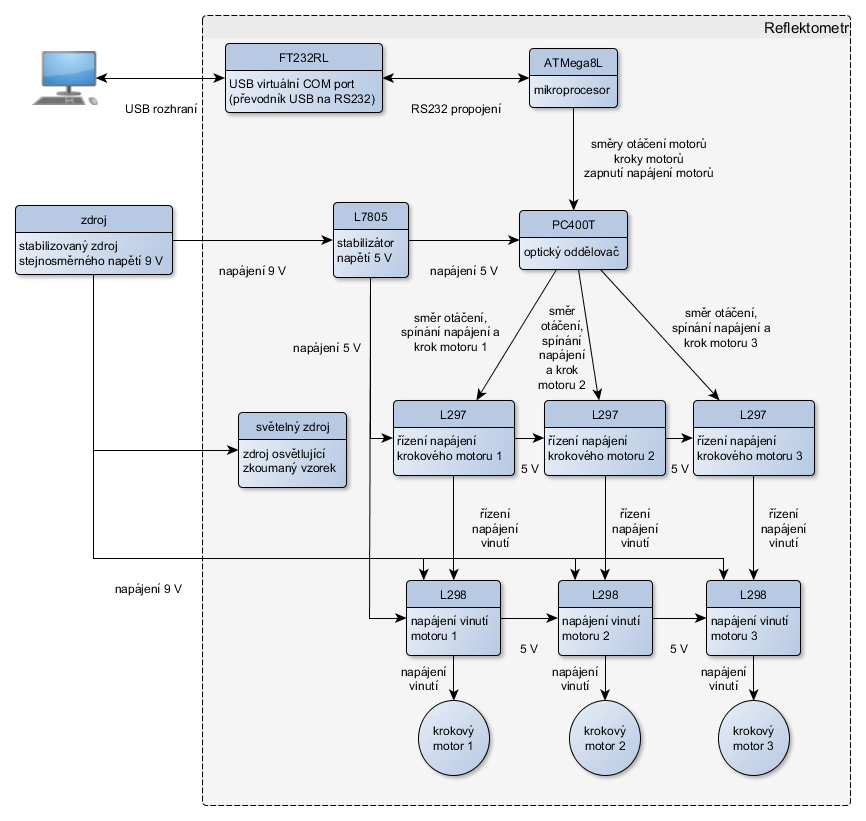 Reflektometr
FT232RL
USB virtuální COM port
(převodník USB na RS232)
ATMega8L
mikroprocesor
USB rozhraní
RS232 propojení
směry otáčení motorů
kroky motorů
zapnutí napájení motorů
zdroj
stabilizovaný zdroj
stejnosměrného napětí 9 V
L7805
stabilizátor
napětí 5 V
PC400T
optický oddělovač
napájení 9 V
napájení 5 V
směr otáčení,
spínání napájení a
krok motoru 1
směr
otáčení,
spínání
napájení
a krok
motoru 2
směr otáčení,
spínání napájení a
krok motoru 3
napájení 5 V
světelný zdroj
zdroj osvětlující
zkoumaný vzorek
L297
řízení napájení
krokového motoru 1
5 V
L297
řízení napájení
krokového motoru 2
5 V
L297
řízení napájení
krokového motoru 3
řízení
napájení
vinutí
řízení
napájení
vinutí
řízení
napájení
vinutí
napájení 9 V
L298
napájení vinutí
motoru 1
5 V
L298
napájení vinutí
motoru 2
5 V
L298
napájení vinutí
motoru 3
napájení
vinutí
napájení
vinutí
napájení
vinutí
krokový
motor 1
krokový
motor 2
krokový
motor 3